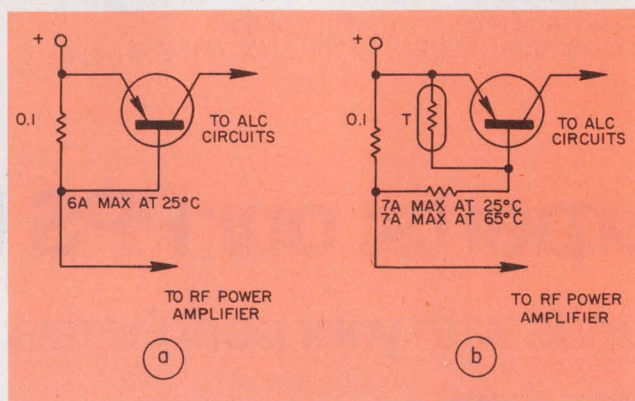 +
0.1
TO ALC
CIRCUITS
6A MAX AT 25°C
TO RF POWER
AMPLIFIER
a
+
0.1
T
TO ALC
CIRCUITS
7A MAX AT 25°C
7A MAX AT 65°C
TO RF POWER
AMPLIFIER
b